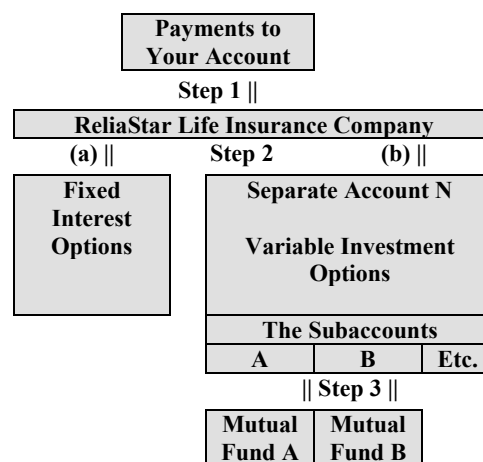 Payments to
Your Account
Step 1 ||
ReliaStar Life Insurance Company
(a) || Step 2 (b) ||
Fixed
Interest
Options
Separate Account N
Variable Investment
Options
The Subaccounts
A B Etc.
|| Step 3 ||
Mutual
Fund A
Mutual
Fund B